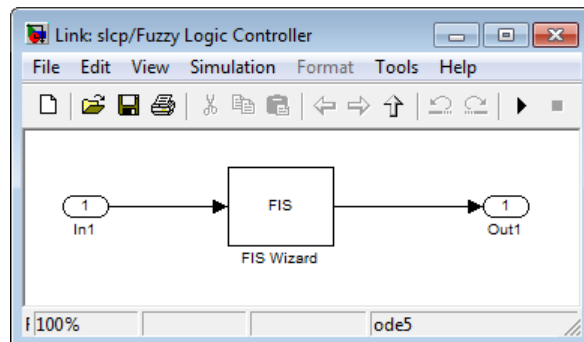 Link: slcp/Fuzzy Logic Controller
File Edit View Simulation Format Tools Help
1 FIS 1
In1 Out1
FIS Wizard
100% ode5